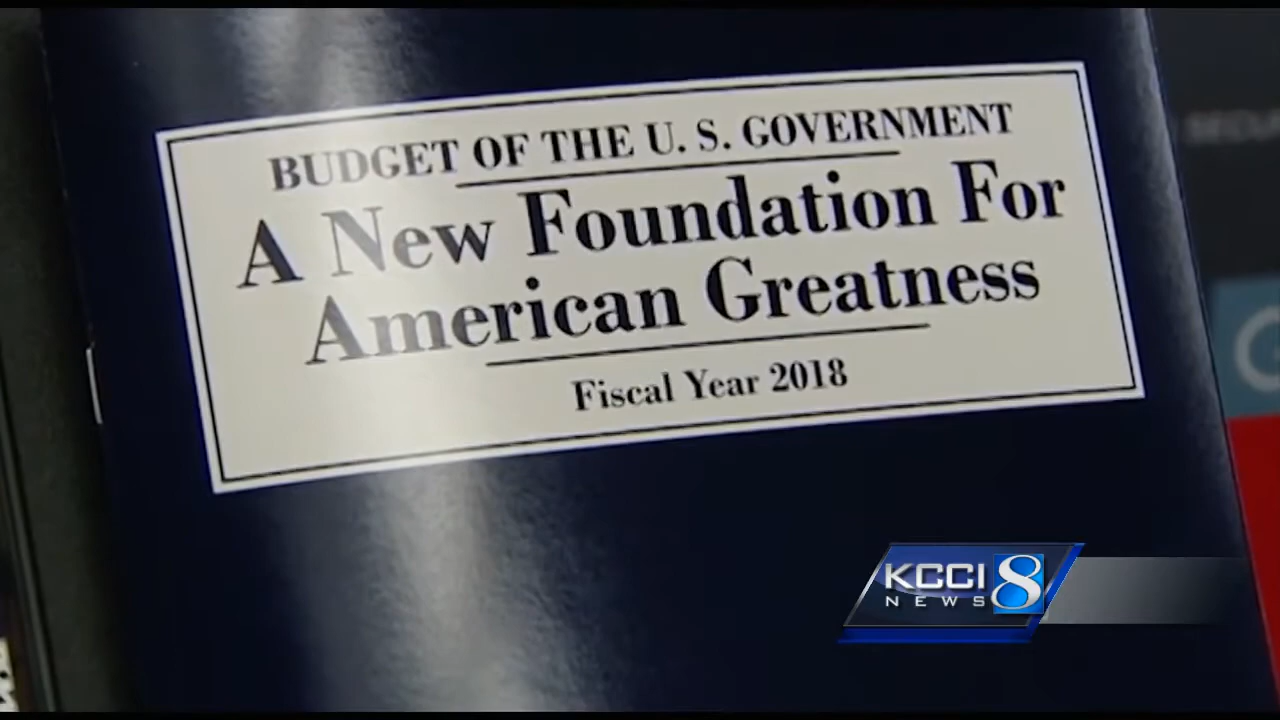 BUDGET OF THE U. S. GOVERNMENT
A New Foundation For
American Greatness
Fiscal Year 2018
KCCI 8
NEWS